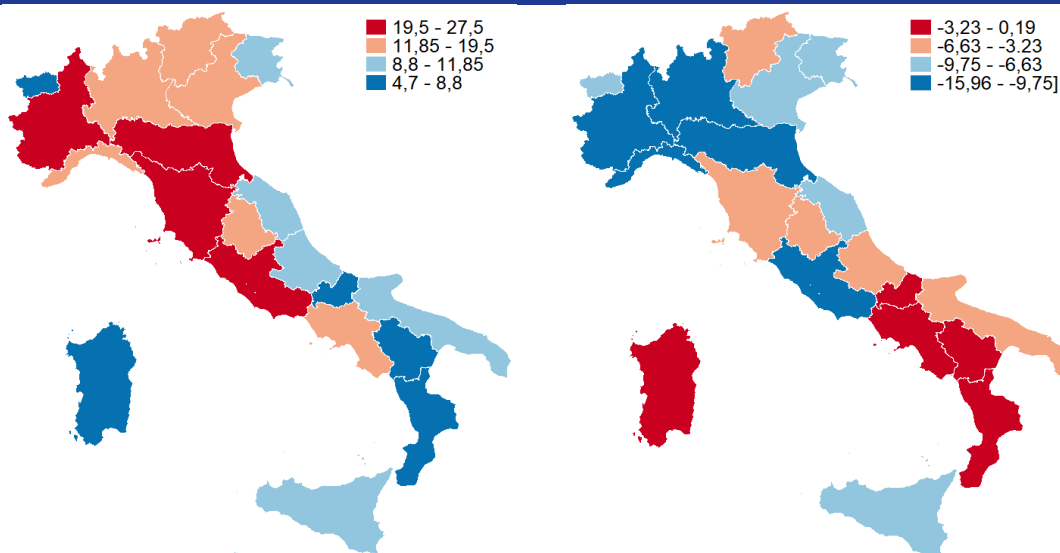 19,5 - 27,5
11,85 - 19,5
8,8 - 11,85
4,7 - 8,8
-3,23 - 0,19
-6,63 - -3.23
-9,75 - -6,63
-15,96 - -9,75]